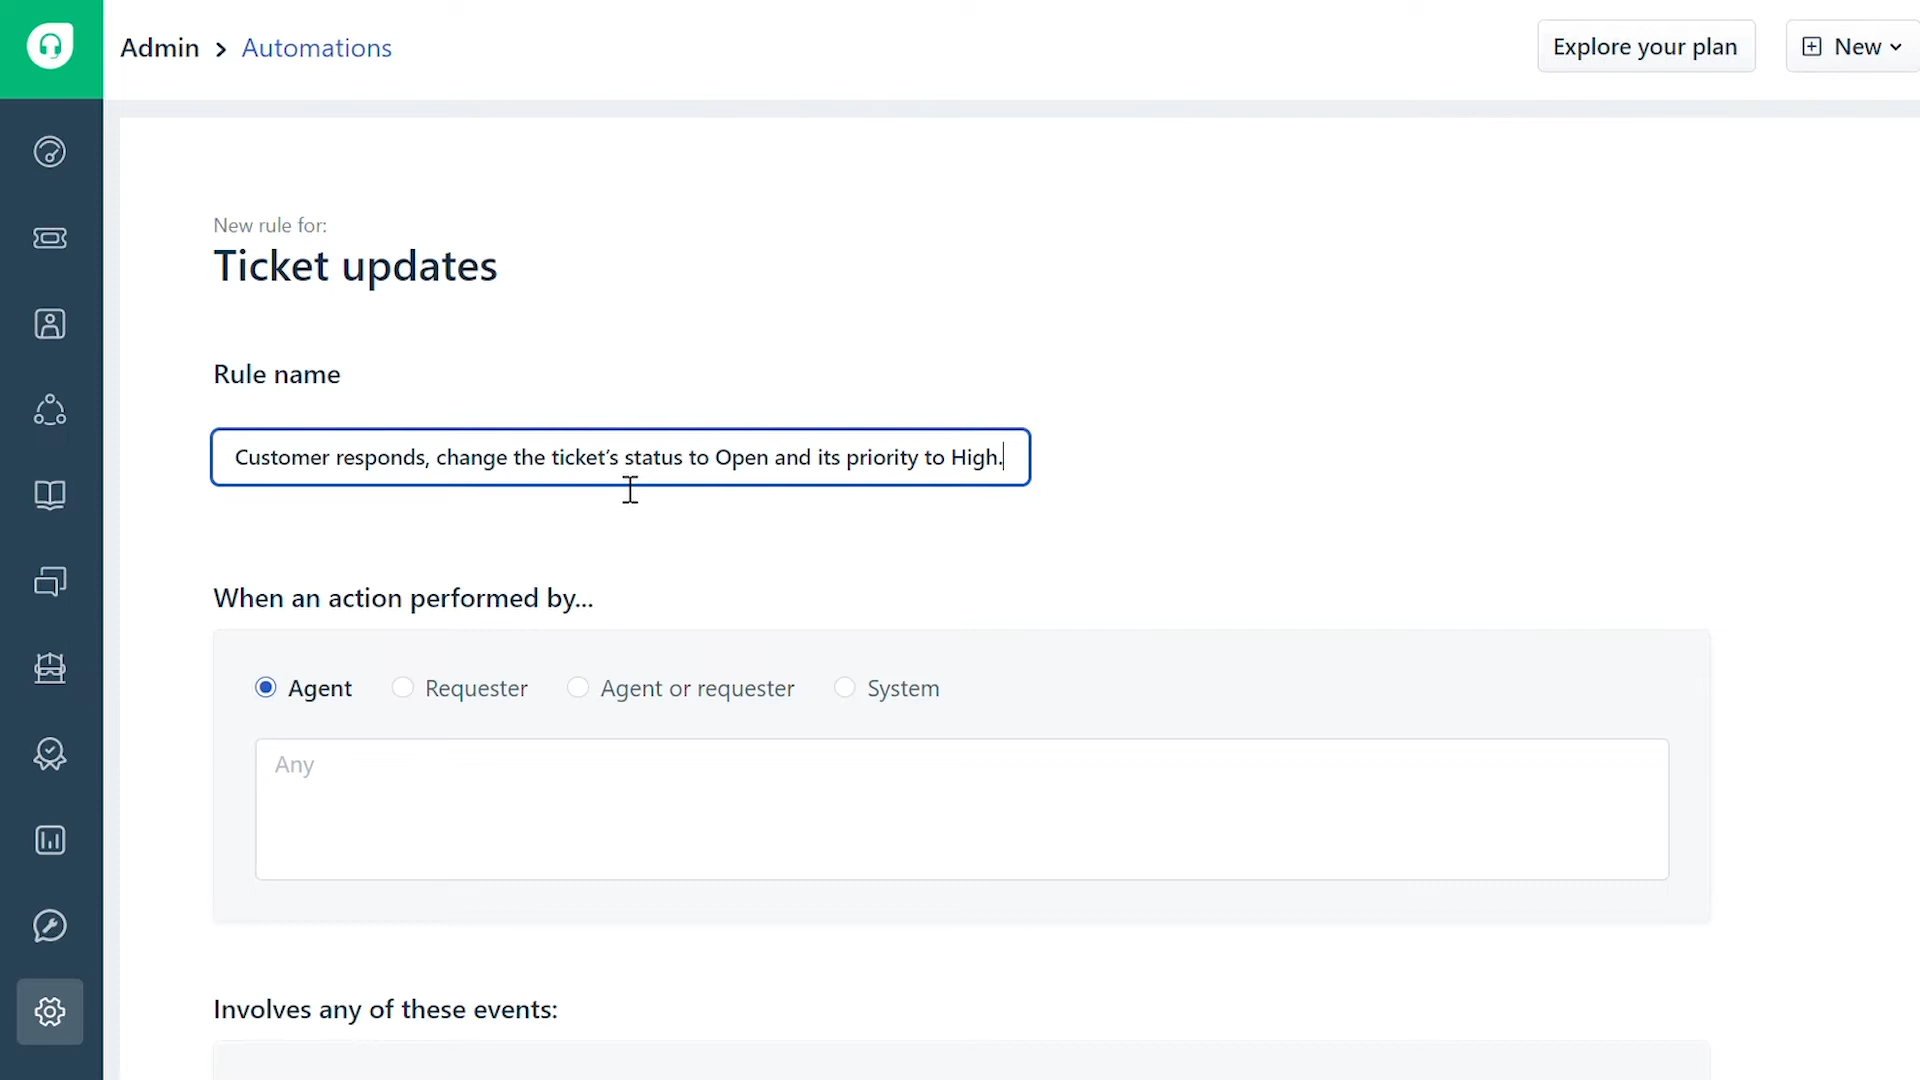 Admin > Automations
Explore your plan
New
New rule for:
Ticket updates
Rule name
Customer responds, change the ticket’s status to Open and its priority to High.
When an action performed by...
Agent Requester Agent or requester System
Any
Involves any of these events: